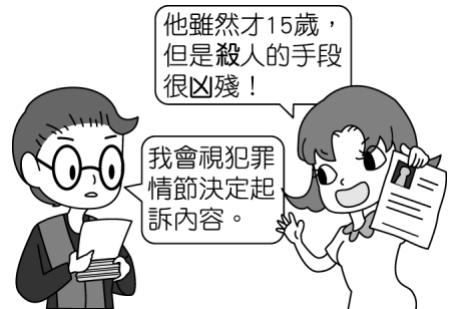 他雖然才15歲，
但是殺人的手段
很凶殘！
我會視犯罪
情節決定起
訴內容。